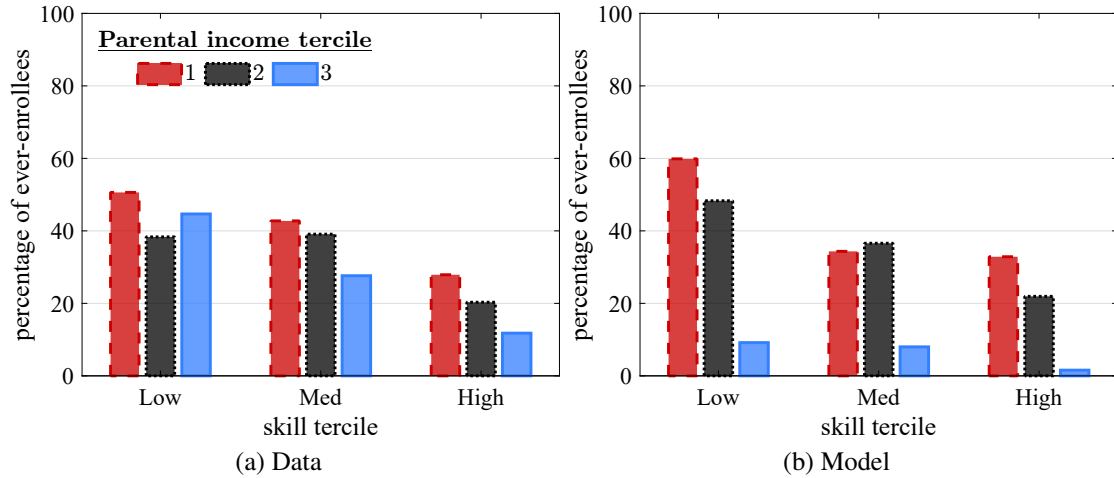 Parental income tercile
1 2 3
percentage of ever-enrollees
100
80
60
40
20
0
Low Med High
skill tercile
(a) Data
percentage of ever-enrollees
100
80
60
40
20
0
Low Med High
skill tercile
(b) Model